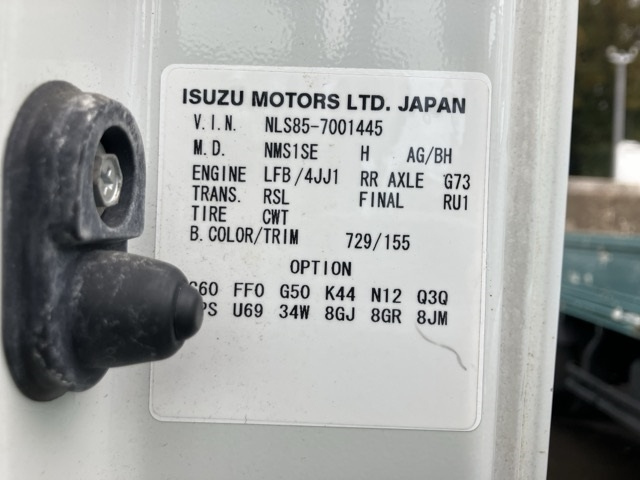 ISUZU MOTORS LTD. JAPAN
V.I.N. NLS85-7001445
M.D. NMS1SE H AG/BH
ENGINE LFB/4JJ1 RR AXLE G73
TRANS. RSL FINAL RU1
TIRE CWT
B.COLOR/TRIM 729/155
OPTION
FF0 G50 K44 N12 Q3Q
U69 34W 8GJ 8GR 8JM